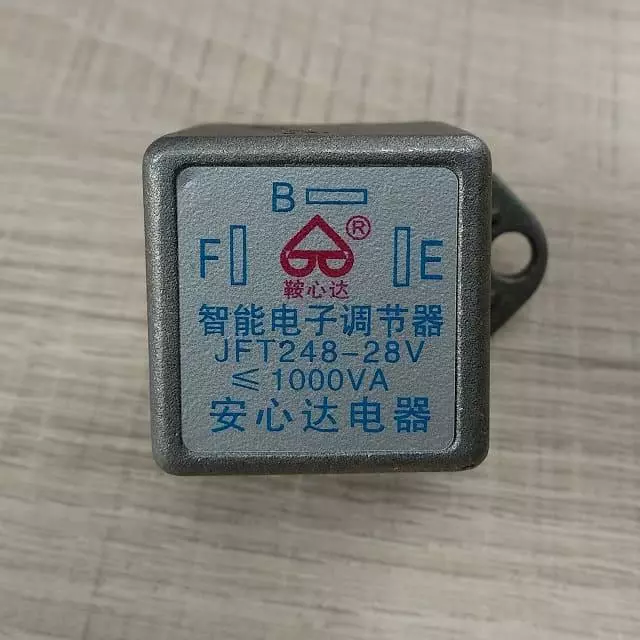 B
F ® E
鞍心达
智能电子调节器
JFT248-28V
≤1000VA
安心达电器